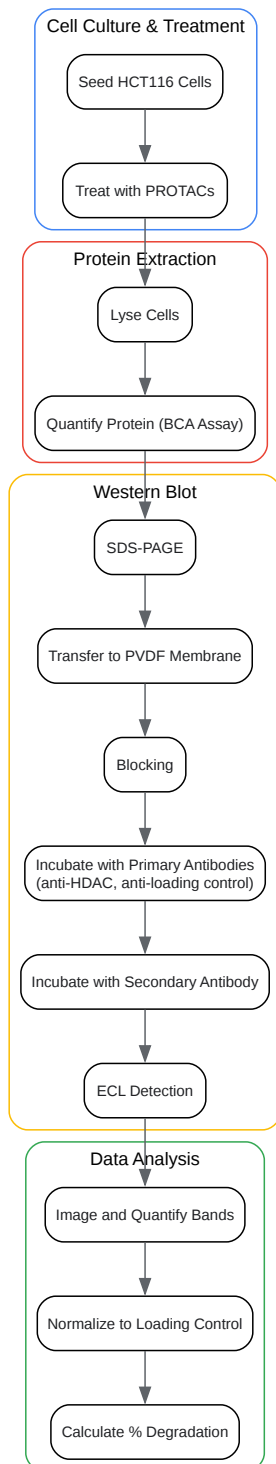 Cell Culture & Treatment
Seed HCT116 Cells
Treat with PROTACs
Protein Extraction
Lyse Cells
Quantify Protein (BCA Assay)
Western Blot
SDS-PAGE
Transfer to PVDF Membrane
Blocking
Incubate with Primary Antibodies
(anti-HDAC, anti-loading control)
Incubate with Secondary Antibody
ECL Detection
Data Analysis
Image and Quantify Bands
Normalize to Loading Control
Calculate % Degradation